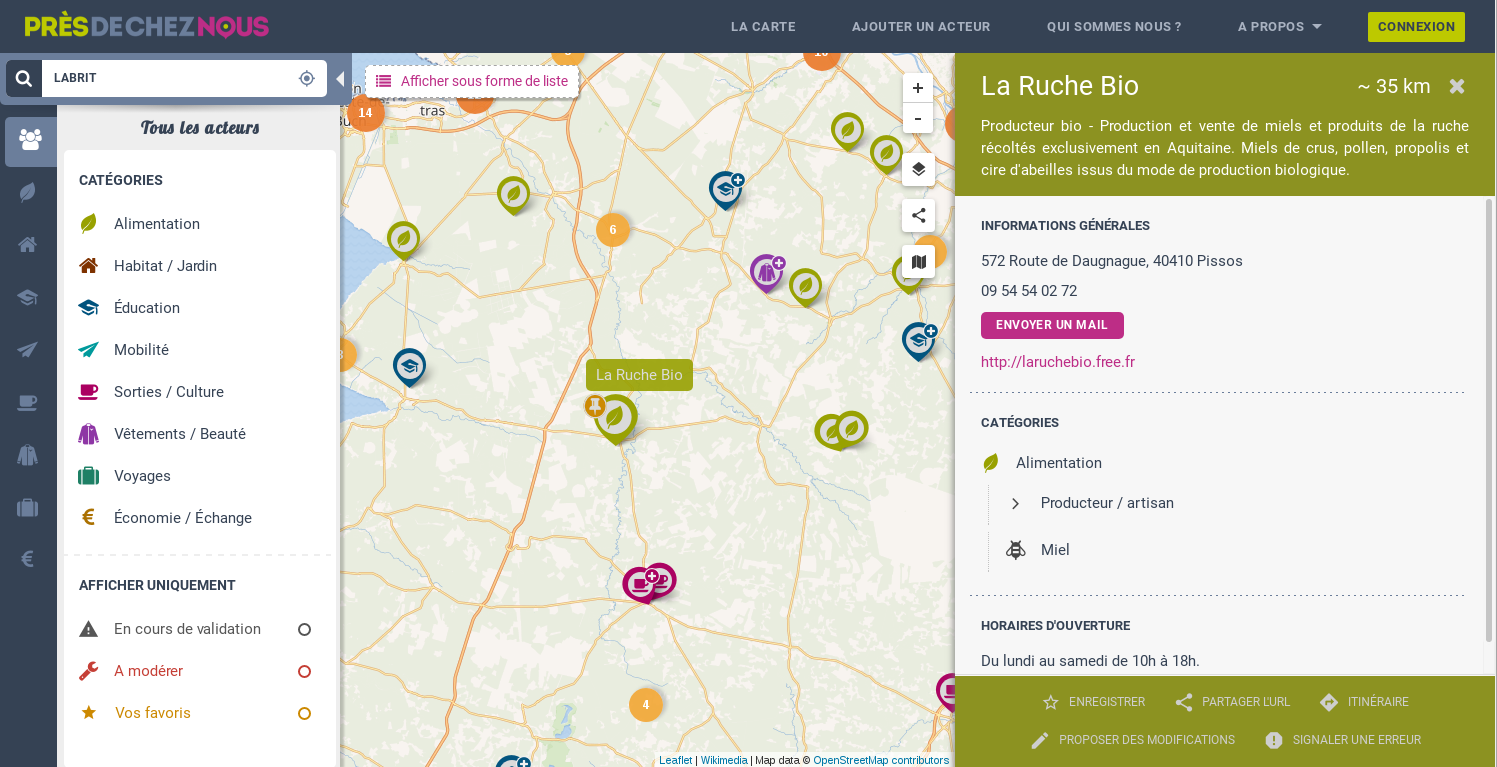 PRÈS DE CHEZ NOUS
LA CARTE
AJOUTER UN ACTEUR
QUI SOMMES NOUS ?
A PROPOS
CONNEXION
LABRIT
Tous les acteurs
CATÉGORIES
Alimentation
Habitat / Jardin
Éducation
Mobilité
Sorties / Culture
Vêtements / Beauté
Voyages
Économie / Échange
AFFICHER UNIQUEMENT
En cours de validation
A modérer
Vos favoris
Afficher sous forme de liste
14
tras
6
La Ruche Bio
4
+
-
Leaflet | Wikimedia | Map data © OpenStreetMap contributors
La Ruche Bio
~ 35 km
Producteur bio - Production et vente de miels et produits de la ruche
récoltés exclusivement en Aquitaine. Miels de crus, pollen, propolis et
cire d'abeilles issus du mode de production biologique.
INFORMATIONS GÉNÉRALES
572 Route de Daugnague, 40410 Pissos
09 54 54 02 72
ENVOYER UN MAIL
http://laruchebio.free.fr
CATÉGORIES
Alimentation
Producteur / artisan
Miel
HORAIRES D'OUVERTURE
Du lundi au samedi de 10h à 18h.
ENREGISTRER
PARTAGER L'URL
ITINÉRAIRE
PROPOSER DES MODIFICATIONS
SIGNALER UNE ERREUR